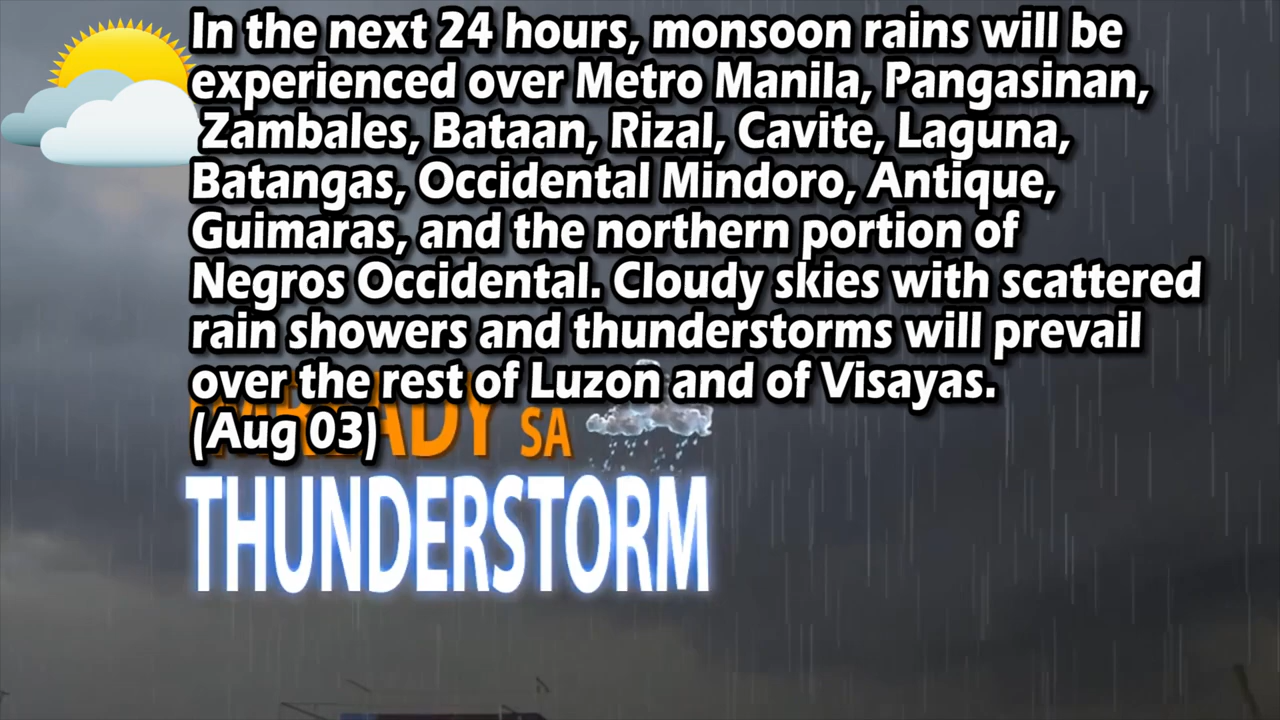 In the next 24 hours, monsoon rains will be
experienced over Metro Manila, Pangasinan,
Zambales, Bataan, Rizal, Cavite, Laguna,
Batangas, Occidental Mindoro, Antique,
Guimaras, and the northern portion of
Negros Occidental. Cloudy skies with scattered
rain showers and thunderstorms will prevail
over the rest of Luzon and of Visayas.
(Aug 03)
SA
THUNDERSTORM